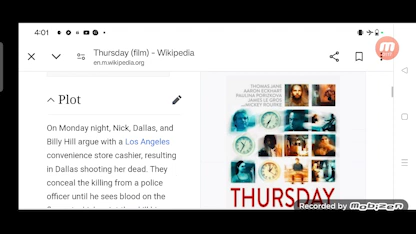 4:01
Thursday (film) - Wikipedia
en.m.wikipedia.org
Plot
On Monday night, Nick, Dallas, and
Billy Hill argue with a Los Angeles
convenience store cashier, resulting
in Dallas shooting her dead. They
conceal the killing from a police
officer until he sees blood on the
THOMAS JANE
AARON ECKHART
PAULINA PORIZKOVA
JAMES LE GROS
MICKEY ROURKE
THURSDAY
Recorded by mobizen